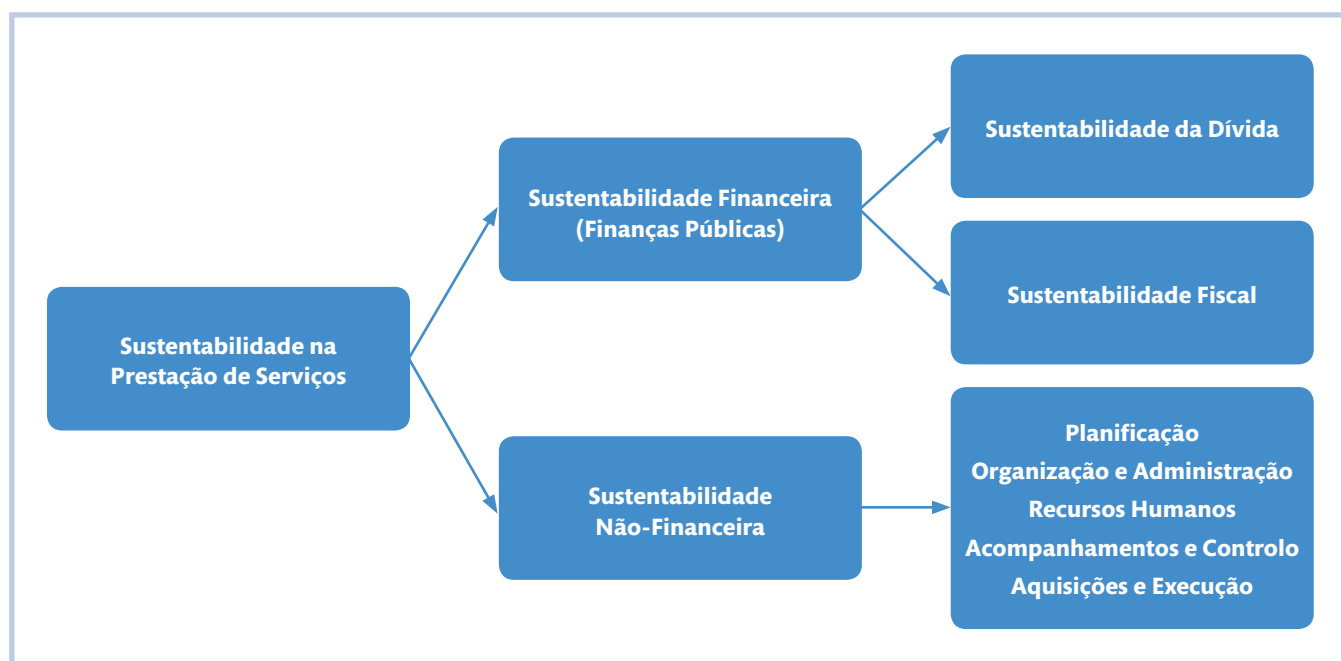 Sustentabilidade na
Prestação de Serviços
Sustentabilidade Financeira
(Finanças Públicas)
Sustentabilidade
Não-Financeira
Sustentabilidade da Dívida
Sustentabilidade Fiscal
Planificação
Organização e Administração
Recursos Humanos
Acompanhamentos e Controlo
Aquisições e Execução